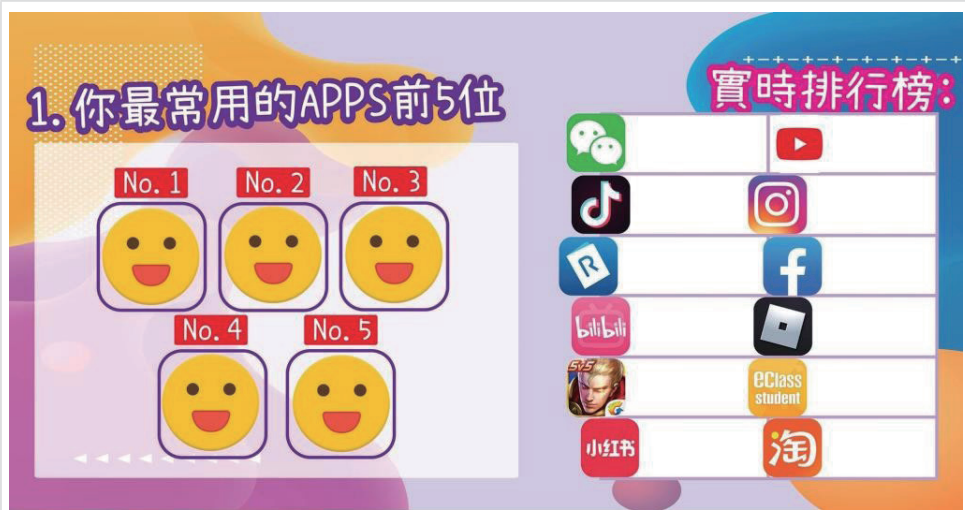 1. 你最常用的APPS前5位
No. 1
No. 2
No. 3
No. 4
No. 5
實時排行榜:
R
bilibili
5v5
eClass
student
小红书
淘